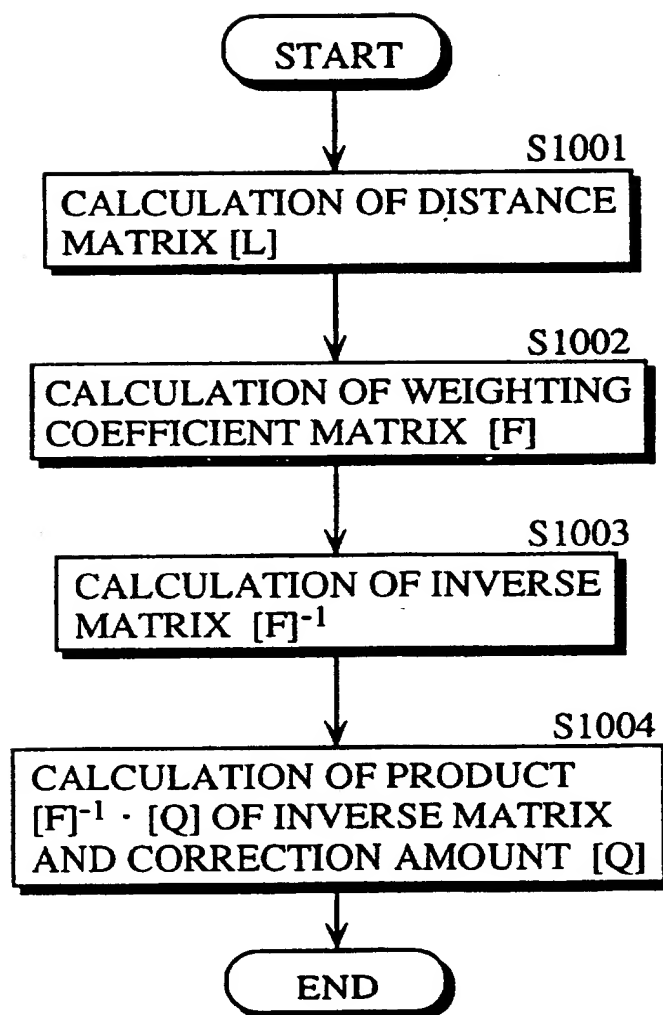 START
S1001
CALCULATION OF DISTANCE
MATRIX [L]
S1002
CALCULATION OF WEIGHTING
COEFFICIENT MATRIX [F]
S1003
CALCULATION OF INVERSE
MATRIX [F]-1
S1004
CALCULATION OF PRODUCT
[F]-1 · [Q] OF INVERSE MATRIX
AND CORRECTION AMOUNT [Q]
END